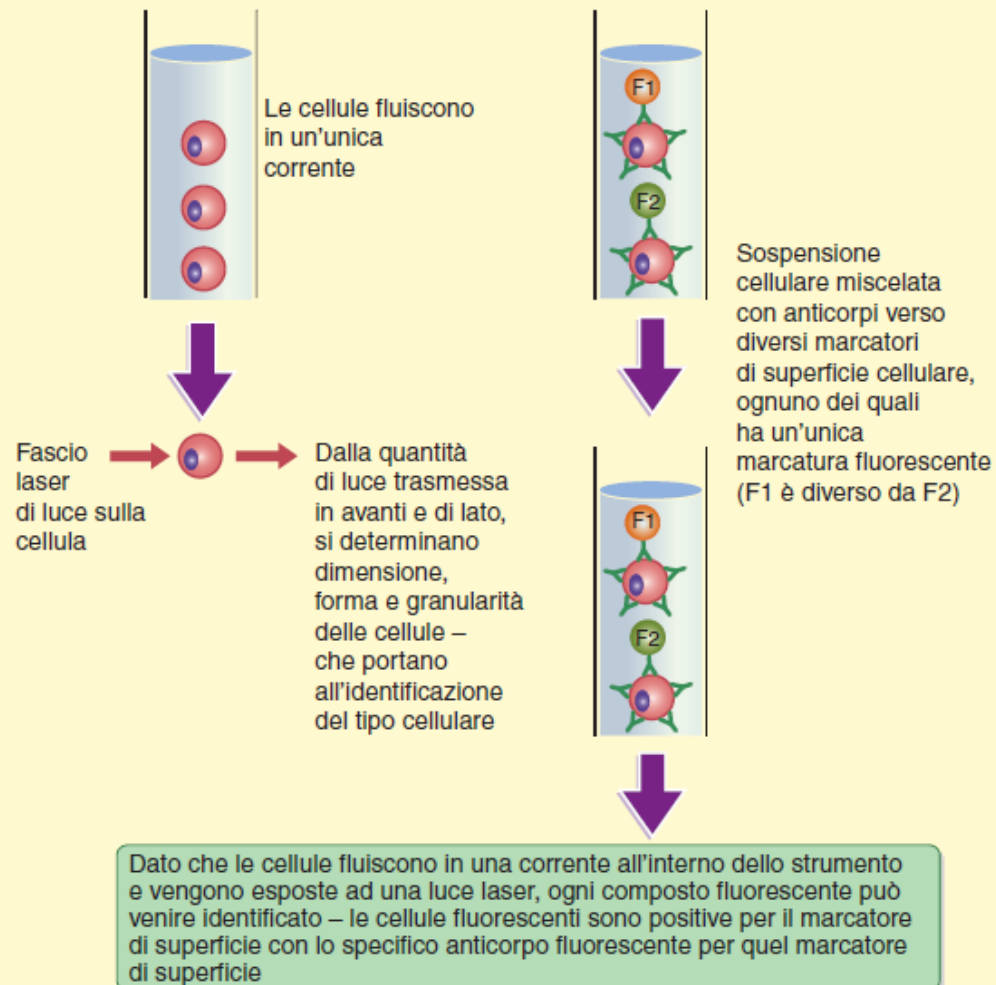 Le cellule fluiscono
in un'unica
corrente
Fascio
laser
di luce sulla
cellula
Dalla quantità
di luce trasmessa
in avanti e di lato,
si determinano
dimensione,
forma e granularità
delle cellule –
che portano
all'identificazione
del tipo cellulare
F1
F2
Sospensione
cellulare miscelata
con anticorpi verso
diversi marcatori
di superficie cellulare,
ognuno dei quali
ha un'unica
marcatura fluorescente
(F1 è diverso da F2)
F1
F2
Dato che le cellule fluiscono in una corrente all'interno dello strumento
e vengono esposte ad una luce laser, ogni composto fluorescente può
venire identificato – le cellule fluorescenti sono positive per il marcatore
di superficie con lo specifico anticorpo fluorescente per quel marcatore
di superficie